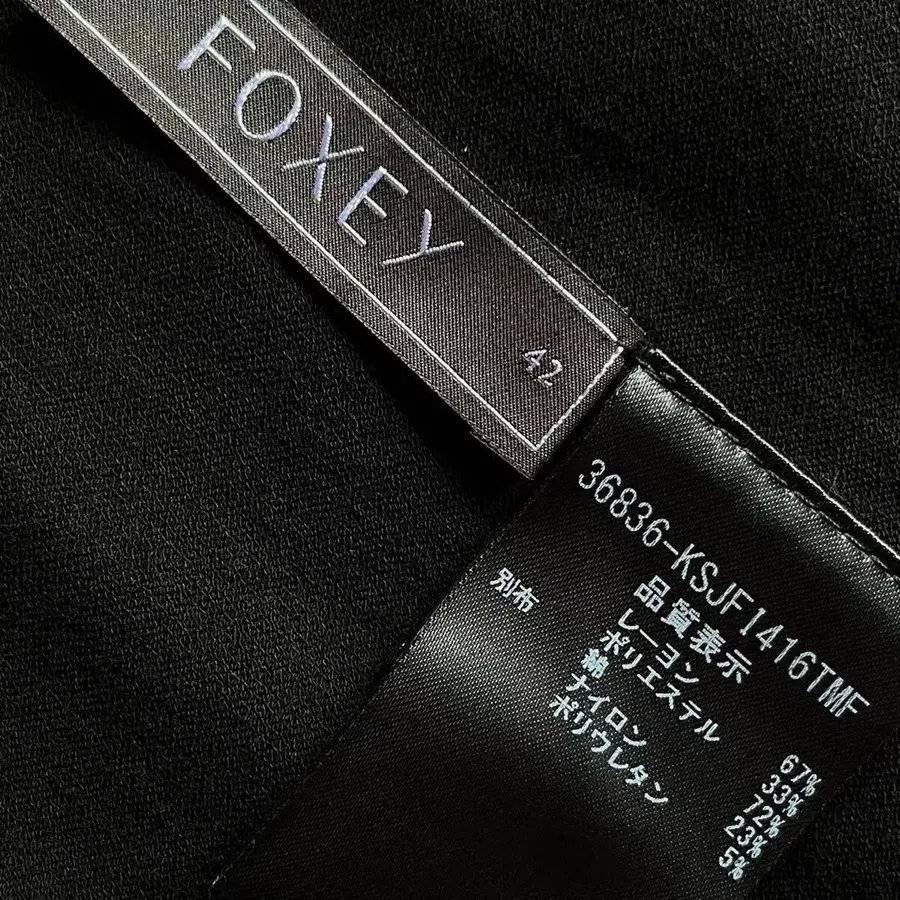 FOXEY
42
36836-KSJF1416TMF
品質表示
レーヨン 67%
ポリエステル 33%
別布 綿 72%
ナイロン 23%
ポリウレタン 5%